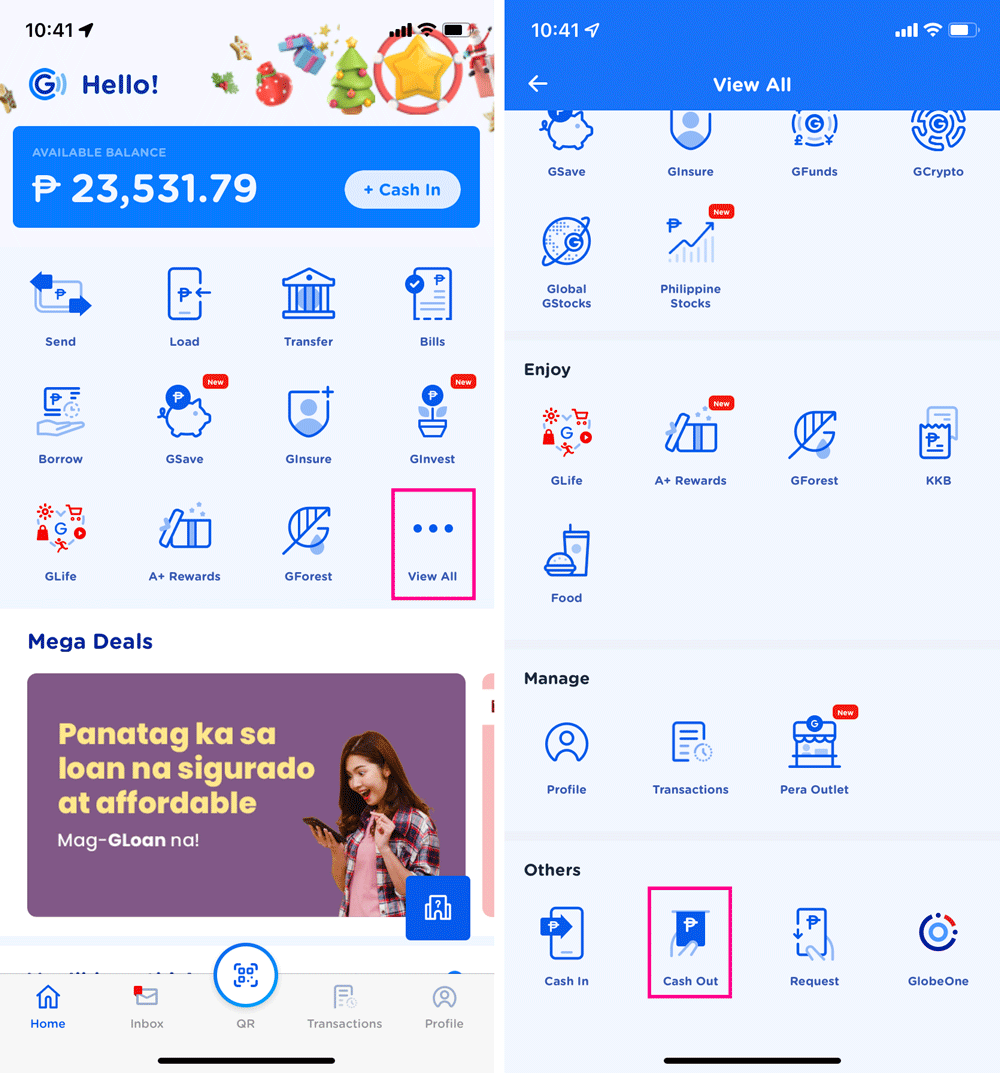 10:41
Hello!
AVAILABLE BALANCE
₱ 23,531.79
+ Cash In
Send
Load
Transfer
Bills
New
New
Borrow
GSave
GInsure
GInvest
GLife
A+ Rewards
GForest
View All
Mega Deals
Panatag ka sa
loan na sigurado
at affordable
Mag-GLoan na!
Home
Inbox
QR
Transactions
Profile
10:41
View All
GSave
GInsure
GFunds
GCrypto
New
Global
GStocks
Philippine
Stocks
Enjoy
New
GLife
A+ Rewards
GForest
KKB
Food
Manage
New
Profile
Transactions
Pera Outlet
Others
Cash In
Cash Out
Request
GlobeOne